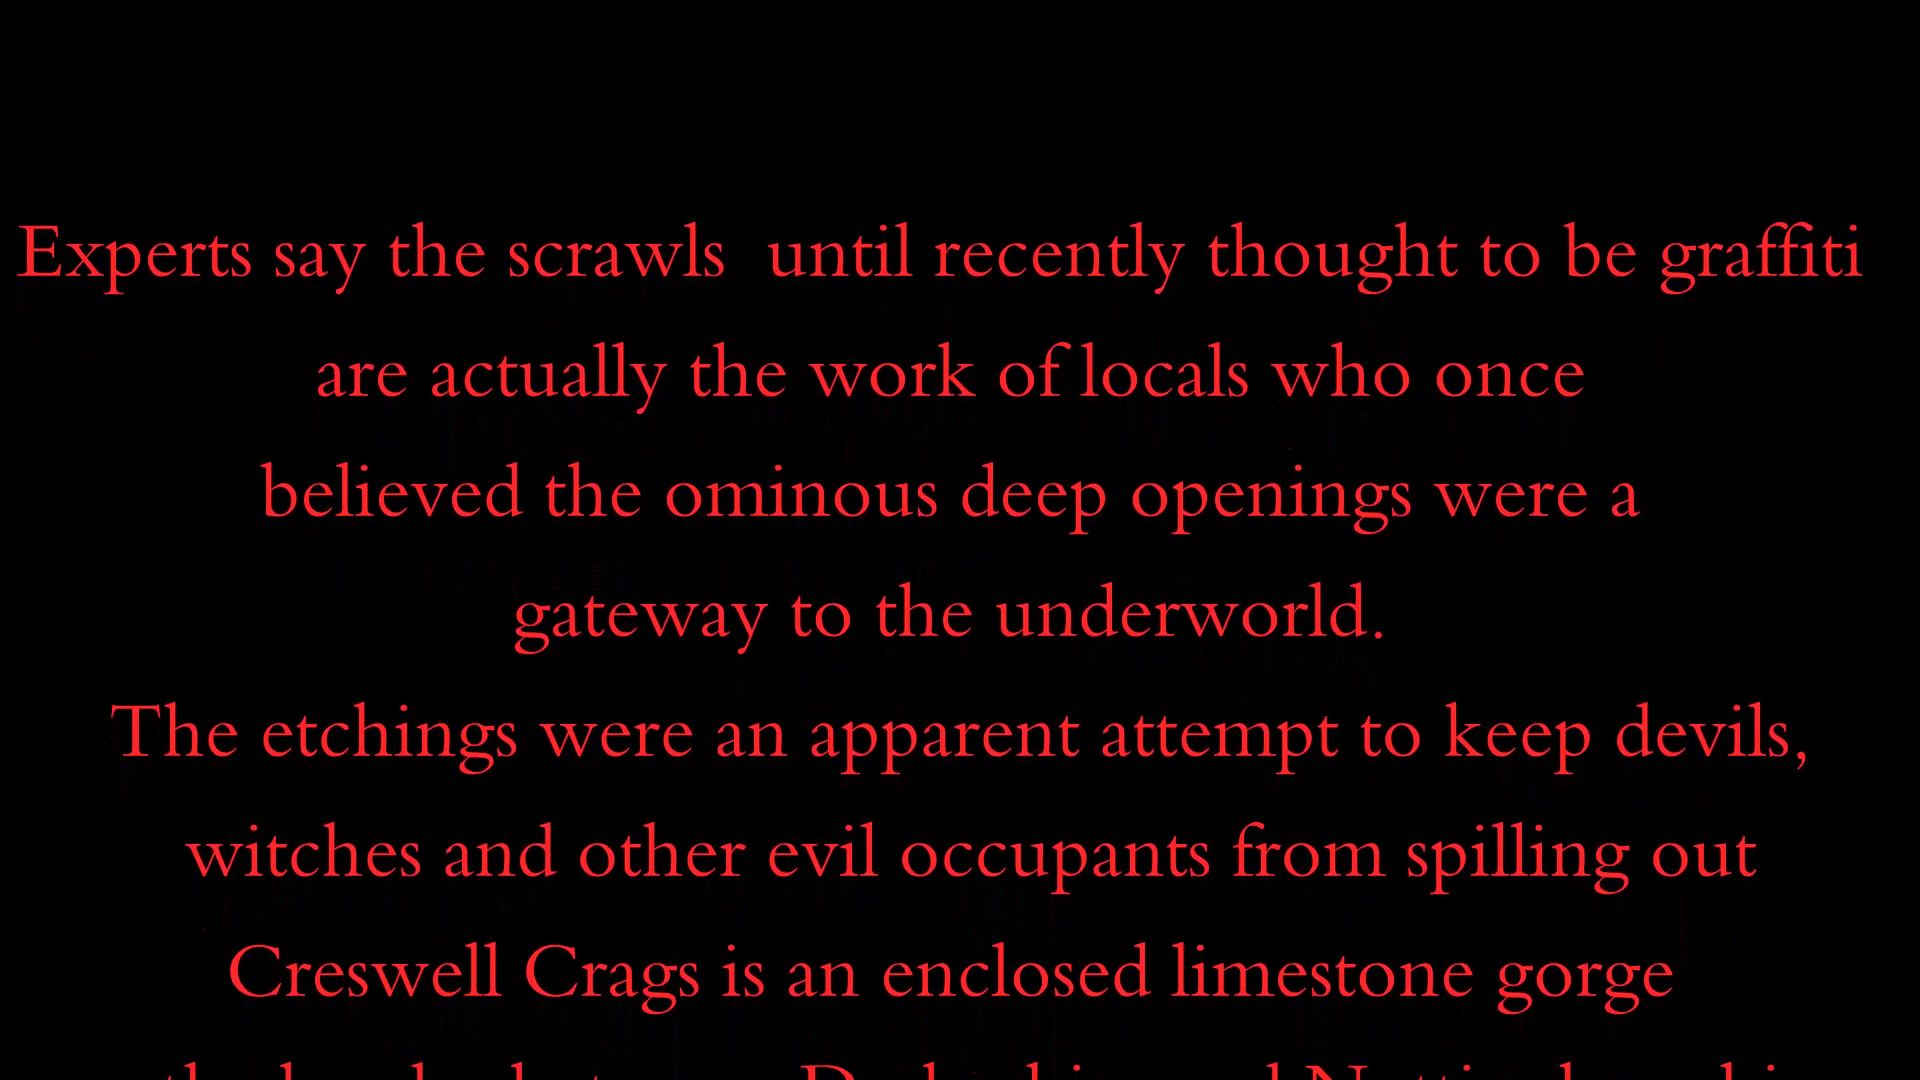 Experts say the scrawls  until recently thought to be graffiti
are actually the work of locals who once
believed the ominous deep openings were a
gateway to the underworld.
The etchings were an apparent attempt to keep devils,
witches and other evil occupants from spilling out
Creswell Crags is an enclosed limestone gorge